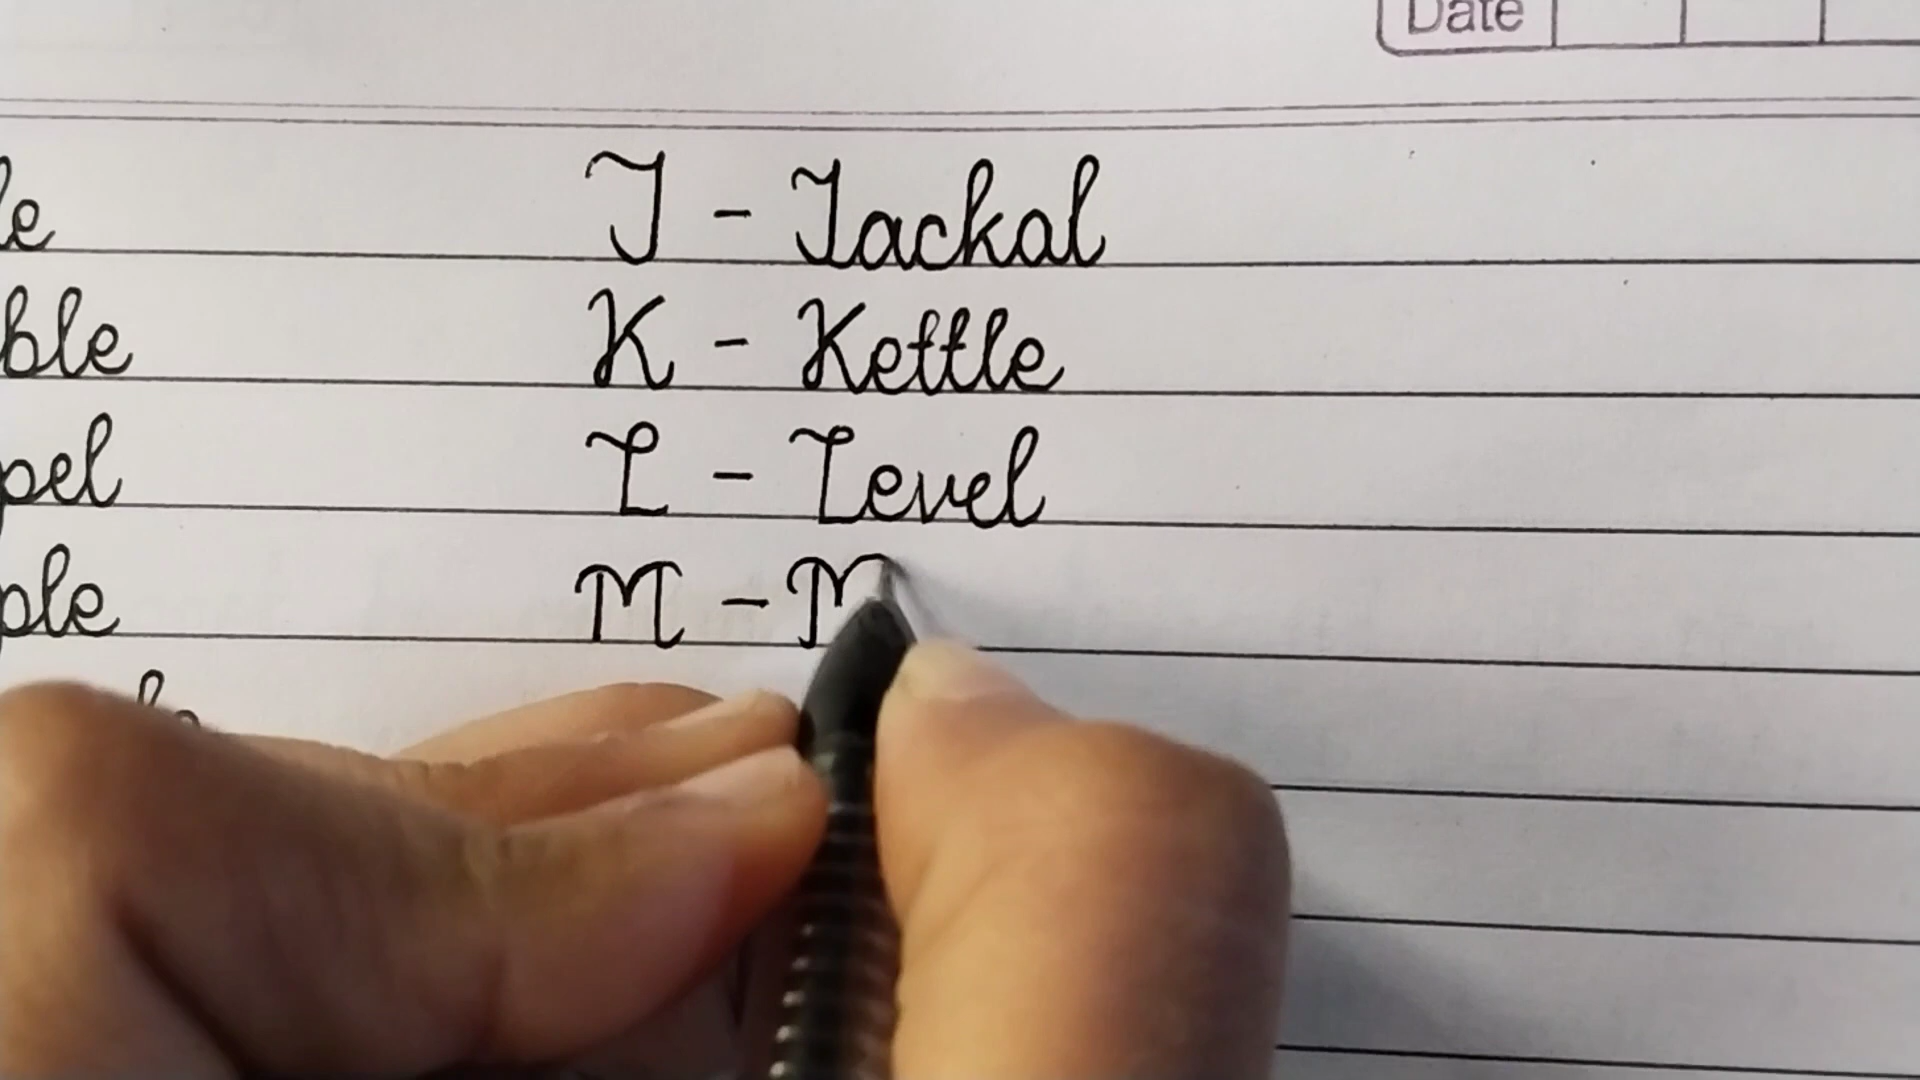 Date
le J - Jackal
ble K - Kettle
pel L - Level
ple M - M